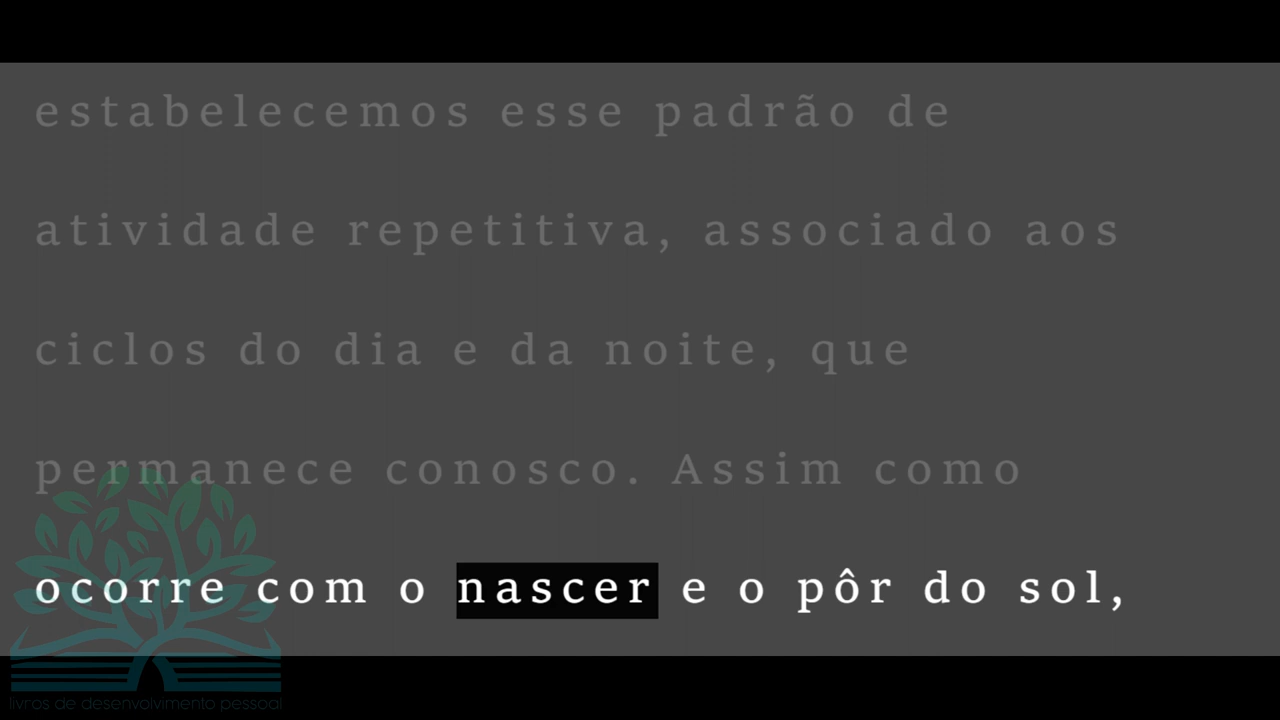 estabelecemos esse padrão de
atividade repetitiva, associado aos
ciclos do dia e da noite, que
permanece conosco. Assim como
ocorre com o nascer e o pôr do sol,
livros de desenvolvimento pessoal